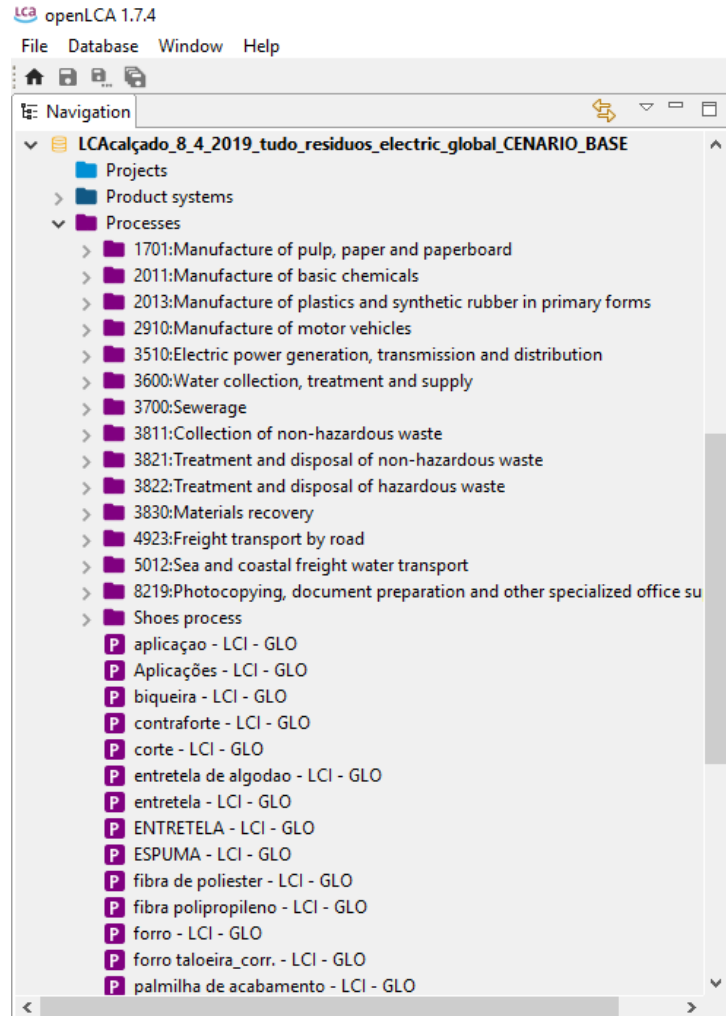 LCA openLCA 1.7.4
File Database Window Help
Navigation
LCAcalçado_8_4_2019_tudo_residuos_electric_global_CENARIO_BASE
Projects
Product systems
Processes
1701:Manufacture of pulp, paper and paperboard
2011:Manufacture of basic chemicals
2013:Manufacture of plastics and synthetic rubber in primary forms
2910:Manufacture of motor vehicles
3510:Electric power generation, transmission and distribution
3600:Water collection, treatment and supply
3700:Sewerage
3811:Collection of non-hazardous waste
3821:Treatment and disposal of non-hazardous waste
3822:Treatment and disposal of hazardous waste
3830:Materials recovery
4923:Freight transport by road
5012:Sea and coastal freight water transport
8219:Photocopying, document preparation and other specialized office su
Shoes process
P aplicaçao - LCI - GLO
P Aplicações - LCI - GLO
P biqueira - LCI - GLO
P contraforte - LCI - GLO
P corte - LCI - GLO
P entretela de algodao - LCI - GLO
P entretela - LCI - GLO
P ENTRETELA - LCI - GLO
P ESPUMA - LCI - GLO
P fibra de poliester - LCI - GLO
P fibra polipropileno - LCI - GLO
P forro - LCI - GLO
P forro taloeira_corr. - LCI - GLO
P palmilha de acabamento - LCI - GLO